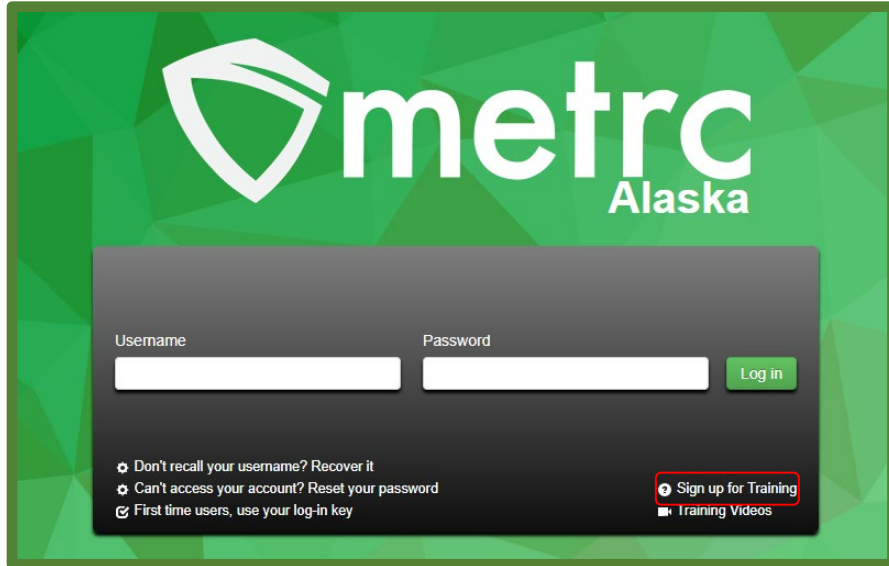 metrc
Alaska
Username
Password
Log in
Don't recall your username? Recover it
Can't access your account? Reset your password
First time users, use your log-in key
Sign up for Training
Training Videos